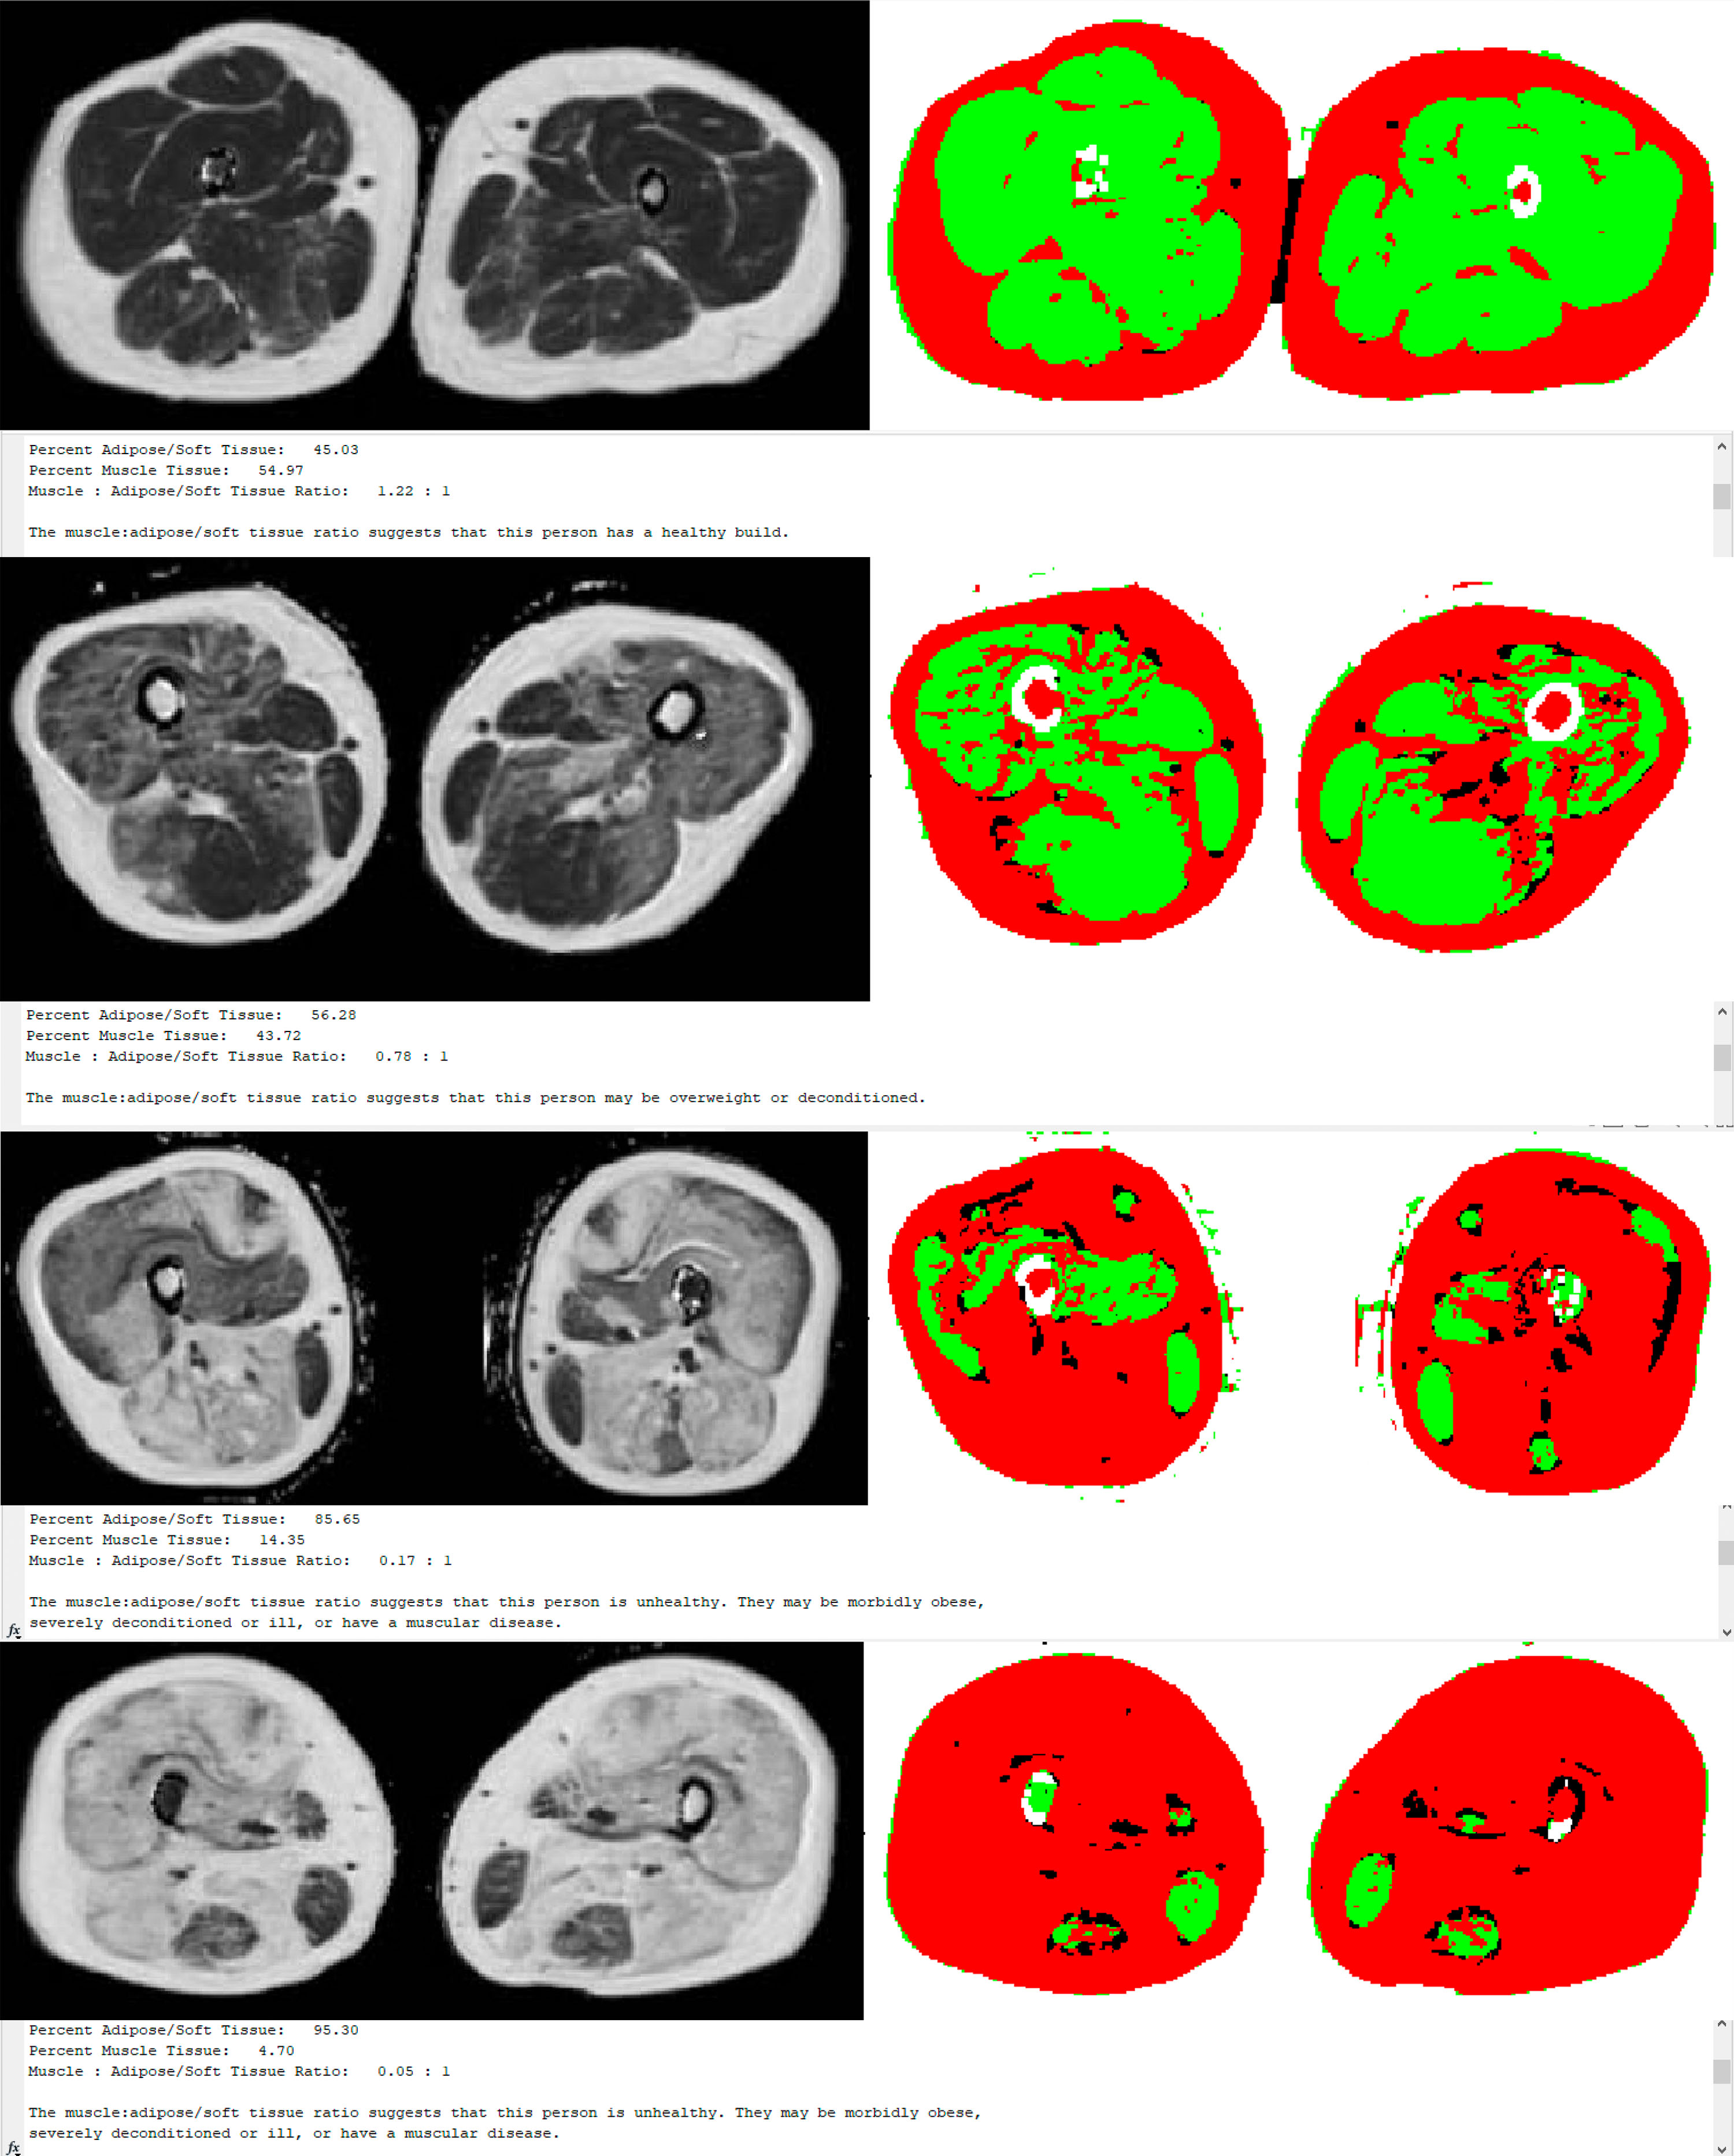 Percent Adipose/Soft Tissue:   45.03
Percent Muscle Tissue:   54.97
Muscle : Adipose/Soft Tissue Ratio:   1.22 : 1
The muscle:adipose/soft tissue ratio suggests that this person has a healthy build.
Percent Adipose/Soft Tissue:   56.28
Percent Muscle Tissue:   43.72
Muscle : Adipose/Soft Tissue Ratio:   0.78 : 1
The muscle:adipose/soft tissue ratio suggests that this person may be overweight or deconditioned.
Percent Adipose/Soft Tissue:   85.65
Percent Muscle Tissue:   14.35
Muscle : Adipose/Soft Tissue Ratio:   0.17 : 1
The muscle:adipose/soft tissue ratio suggests that this person is unhealthy. They may be morbidly obese,
fx severely deconditioned or ill, or have a muscular disease.
Percent Adipose/Soft Tissue:   95.30
Percent Muscle Tissue:   4.70
Muscle : Adipose/Soft Tissue Ratio:   0.05 : 1
The muscle:adipose/soft tissue ratio suggests that this person is unhealthy. They may be morbidly obese,
severely deconditioned or ill, or have a muscular disease.
fx